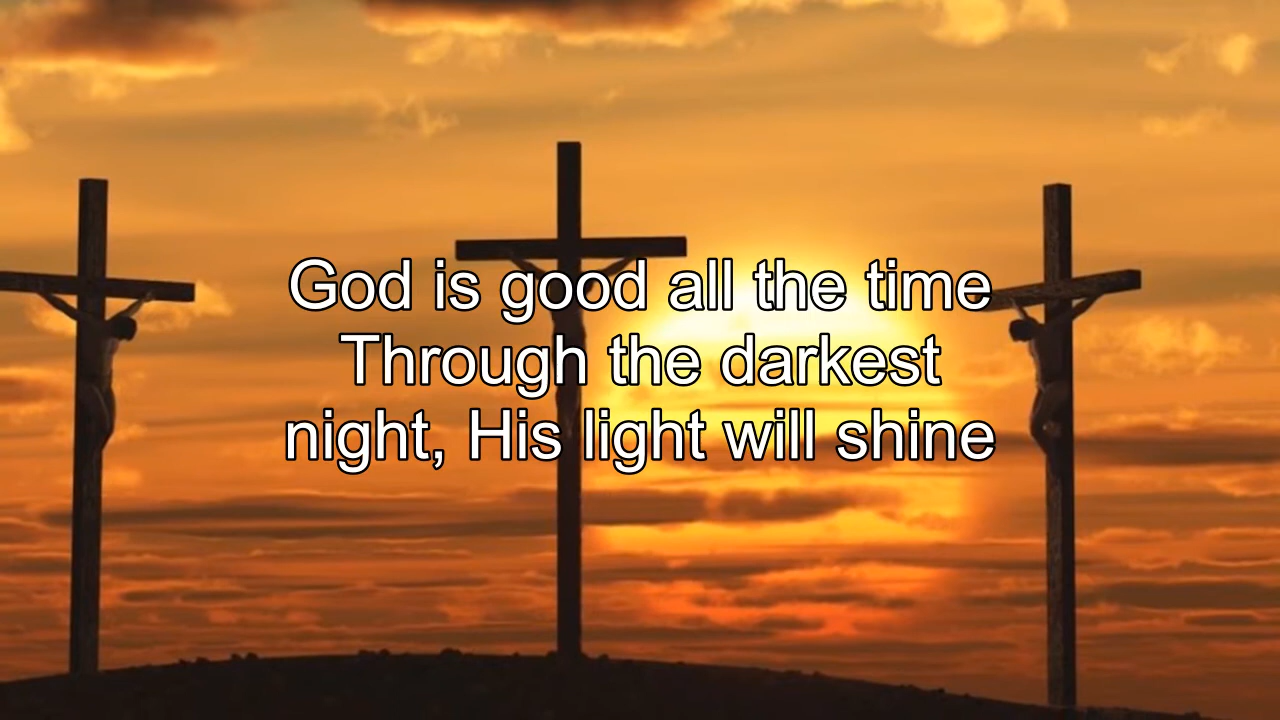 God is good all the time
Through the darkest
night, His light will shine